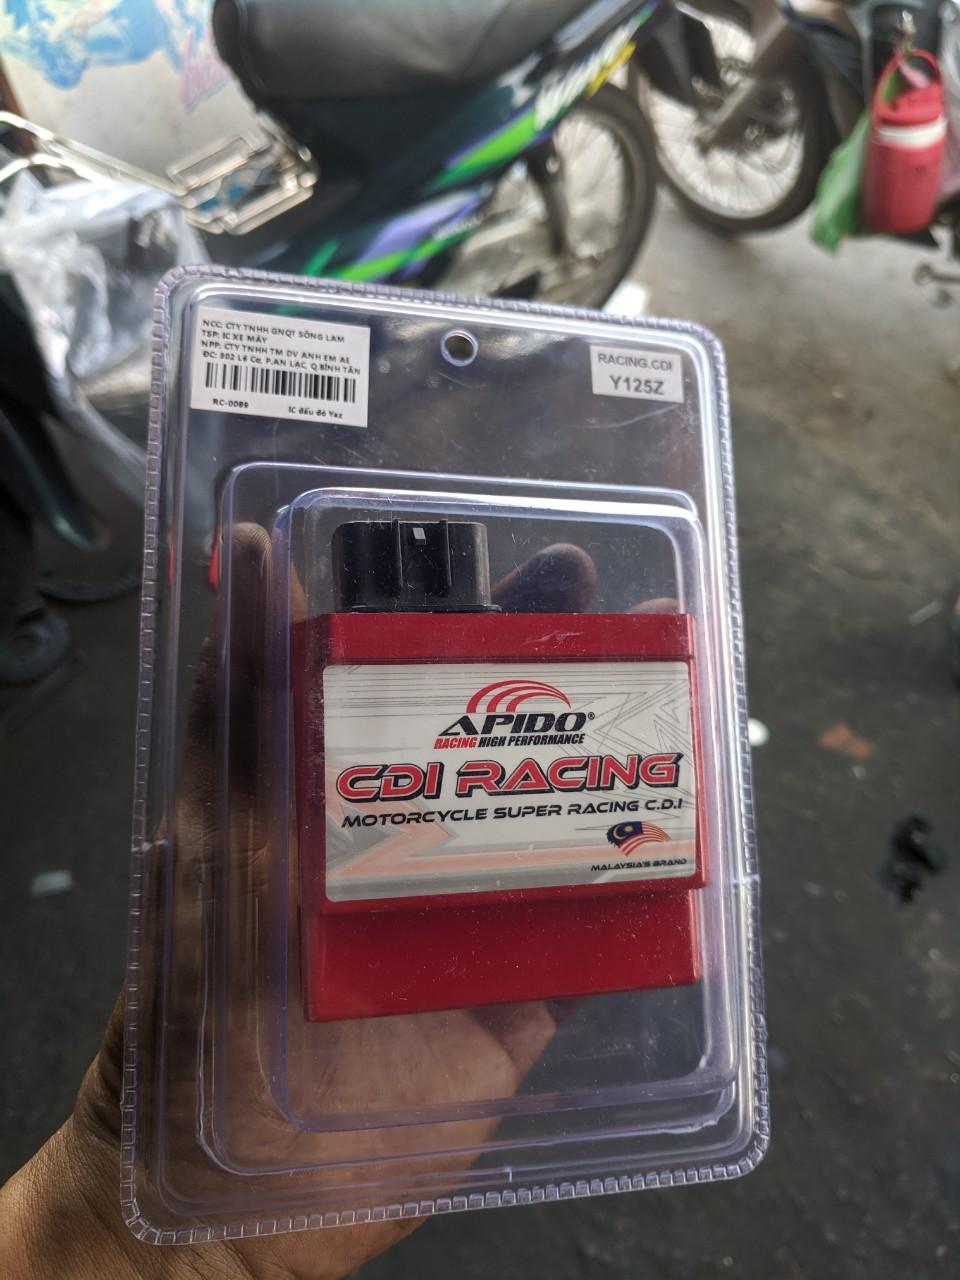 NCC: CTY TNHH GNQT SÔNG LAM
TSP: IC XE MÁY
NPP: CTY TNHH TM DV ANH EM AE
ĐC: 302 Lê Cơ, P.AN LẠC, Q.BÌNH TÂN
RC-0089 IC đầu đỏ Yaz
RACING.CDI
Y125Z
APIDO®
RACING HIGH PERFORMANCE
CDI RACING
MOTORCYCLE SUPER RACING C.D.I
MALAYSIA'S BRAND